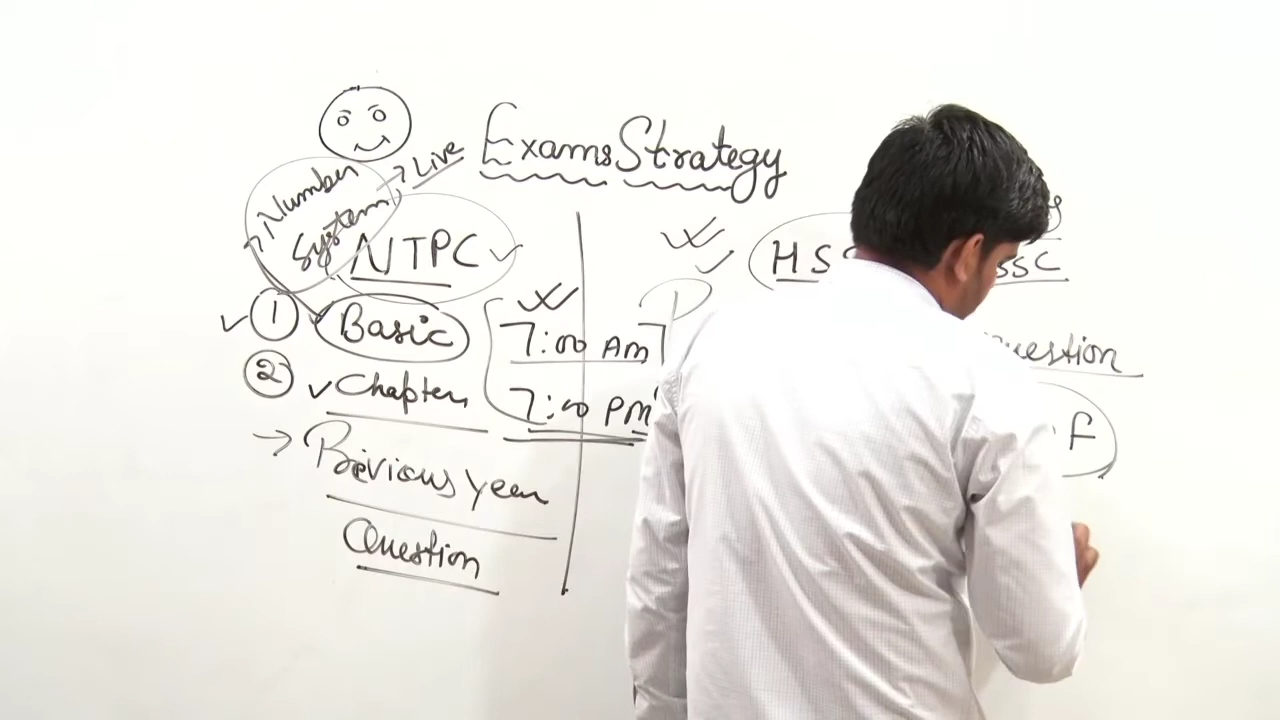 Exams Strategy
→ Number → Live
System
NTPC
HS SSC
① Basic
7:00 AM
② Chapter
7:00 PM
→ Previous year
Question
Question
F